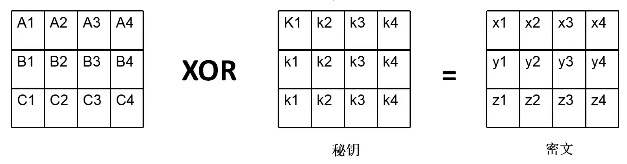 A1 A2 A3 A4 K1 k2 k3 k4 x1 x2 x3 x4
B1 B2 B3 B4 XOR k1 k2 k3 k4 = y1 y2 y3 y4
C1 C2 C3 C4 k1 k2 k3 k4 z1 z2 z3 z4
秘钥 密文